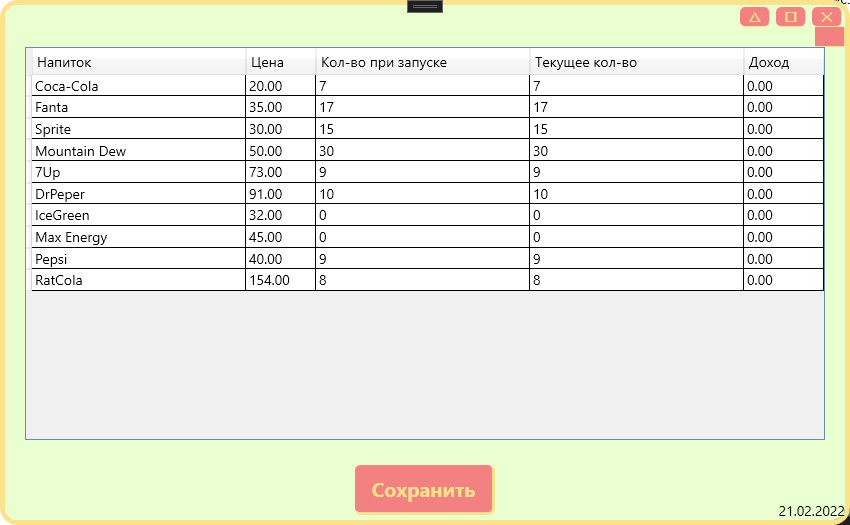 Напиток Цена Кол-во при запуске Текущее кол-во Доход
Coca-Cola 20.00 7 7 0.00
Fanta 35.00 17 17 0.00
Sprite 30.00 15 15 0.00
Mountain Dew 50.00 30 30 0.00
7Up 73.00 9 9 0.00
DrPeper 91.00 10 10 0.00
IceGreen 32.00 0 0 0.00
Max Energy 45.00 0 0 0.00
Pepsi 40.00 9 9 0.00
RatCola 154.00 8 8 0.00
Сохранить
21.02.2022